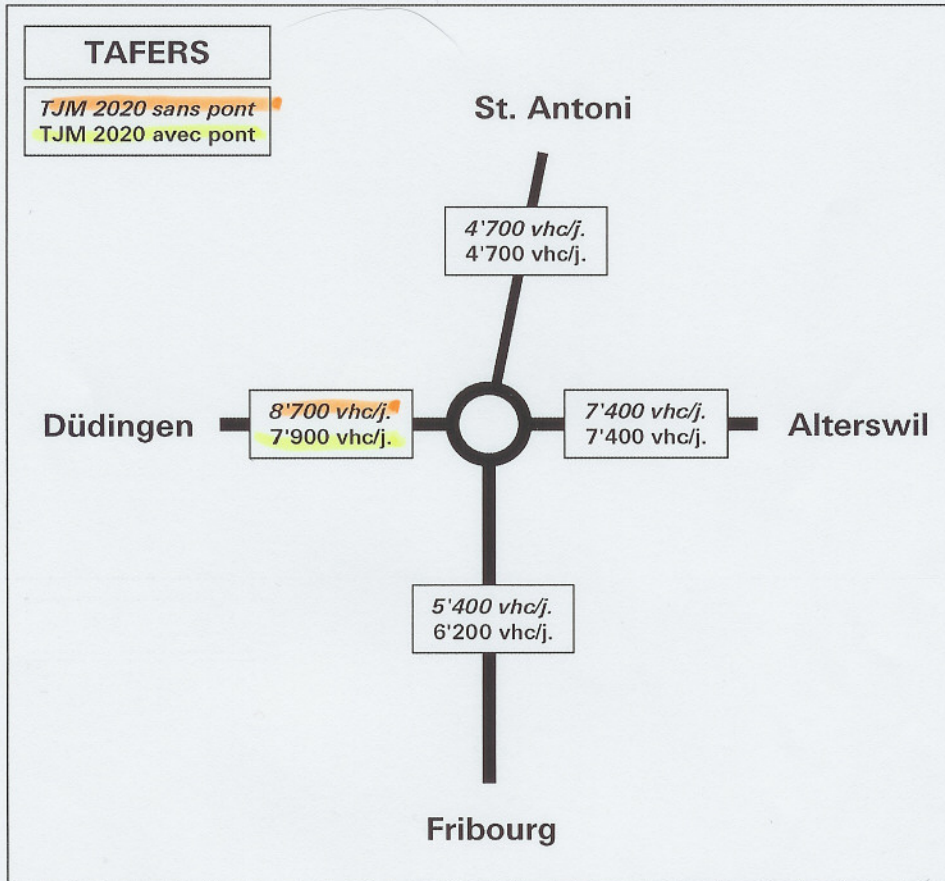 TAFERS
TJM 2020 sans pont
TJM 2020 avec pont
St. Antoni
4'700 vhc/j.
4'700 vhc/j.
Düdingen
8'700 vhc/j.
7'900 vhc/j.
7'400 vhc/j.
7'400 vhc/j.
Alterswil
5'400 vhc/j.
6'200 vhc/j.
Fribourg